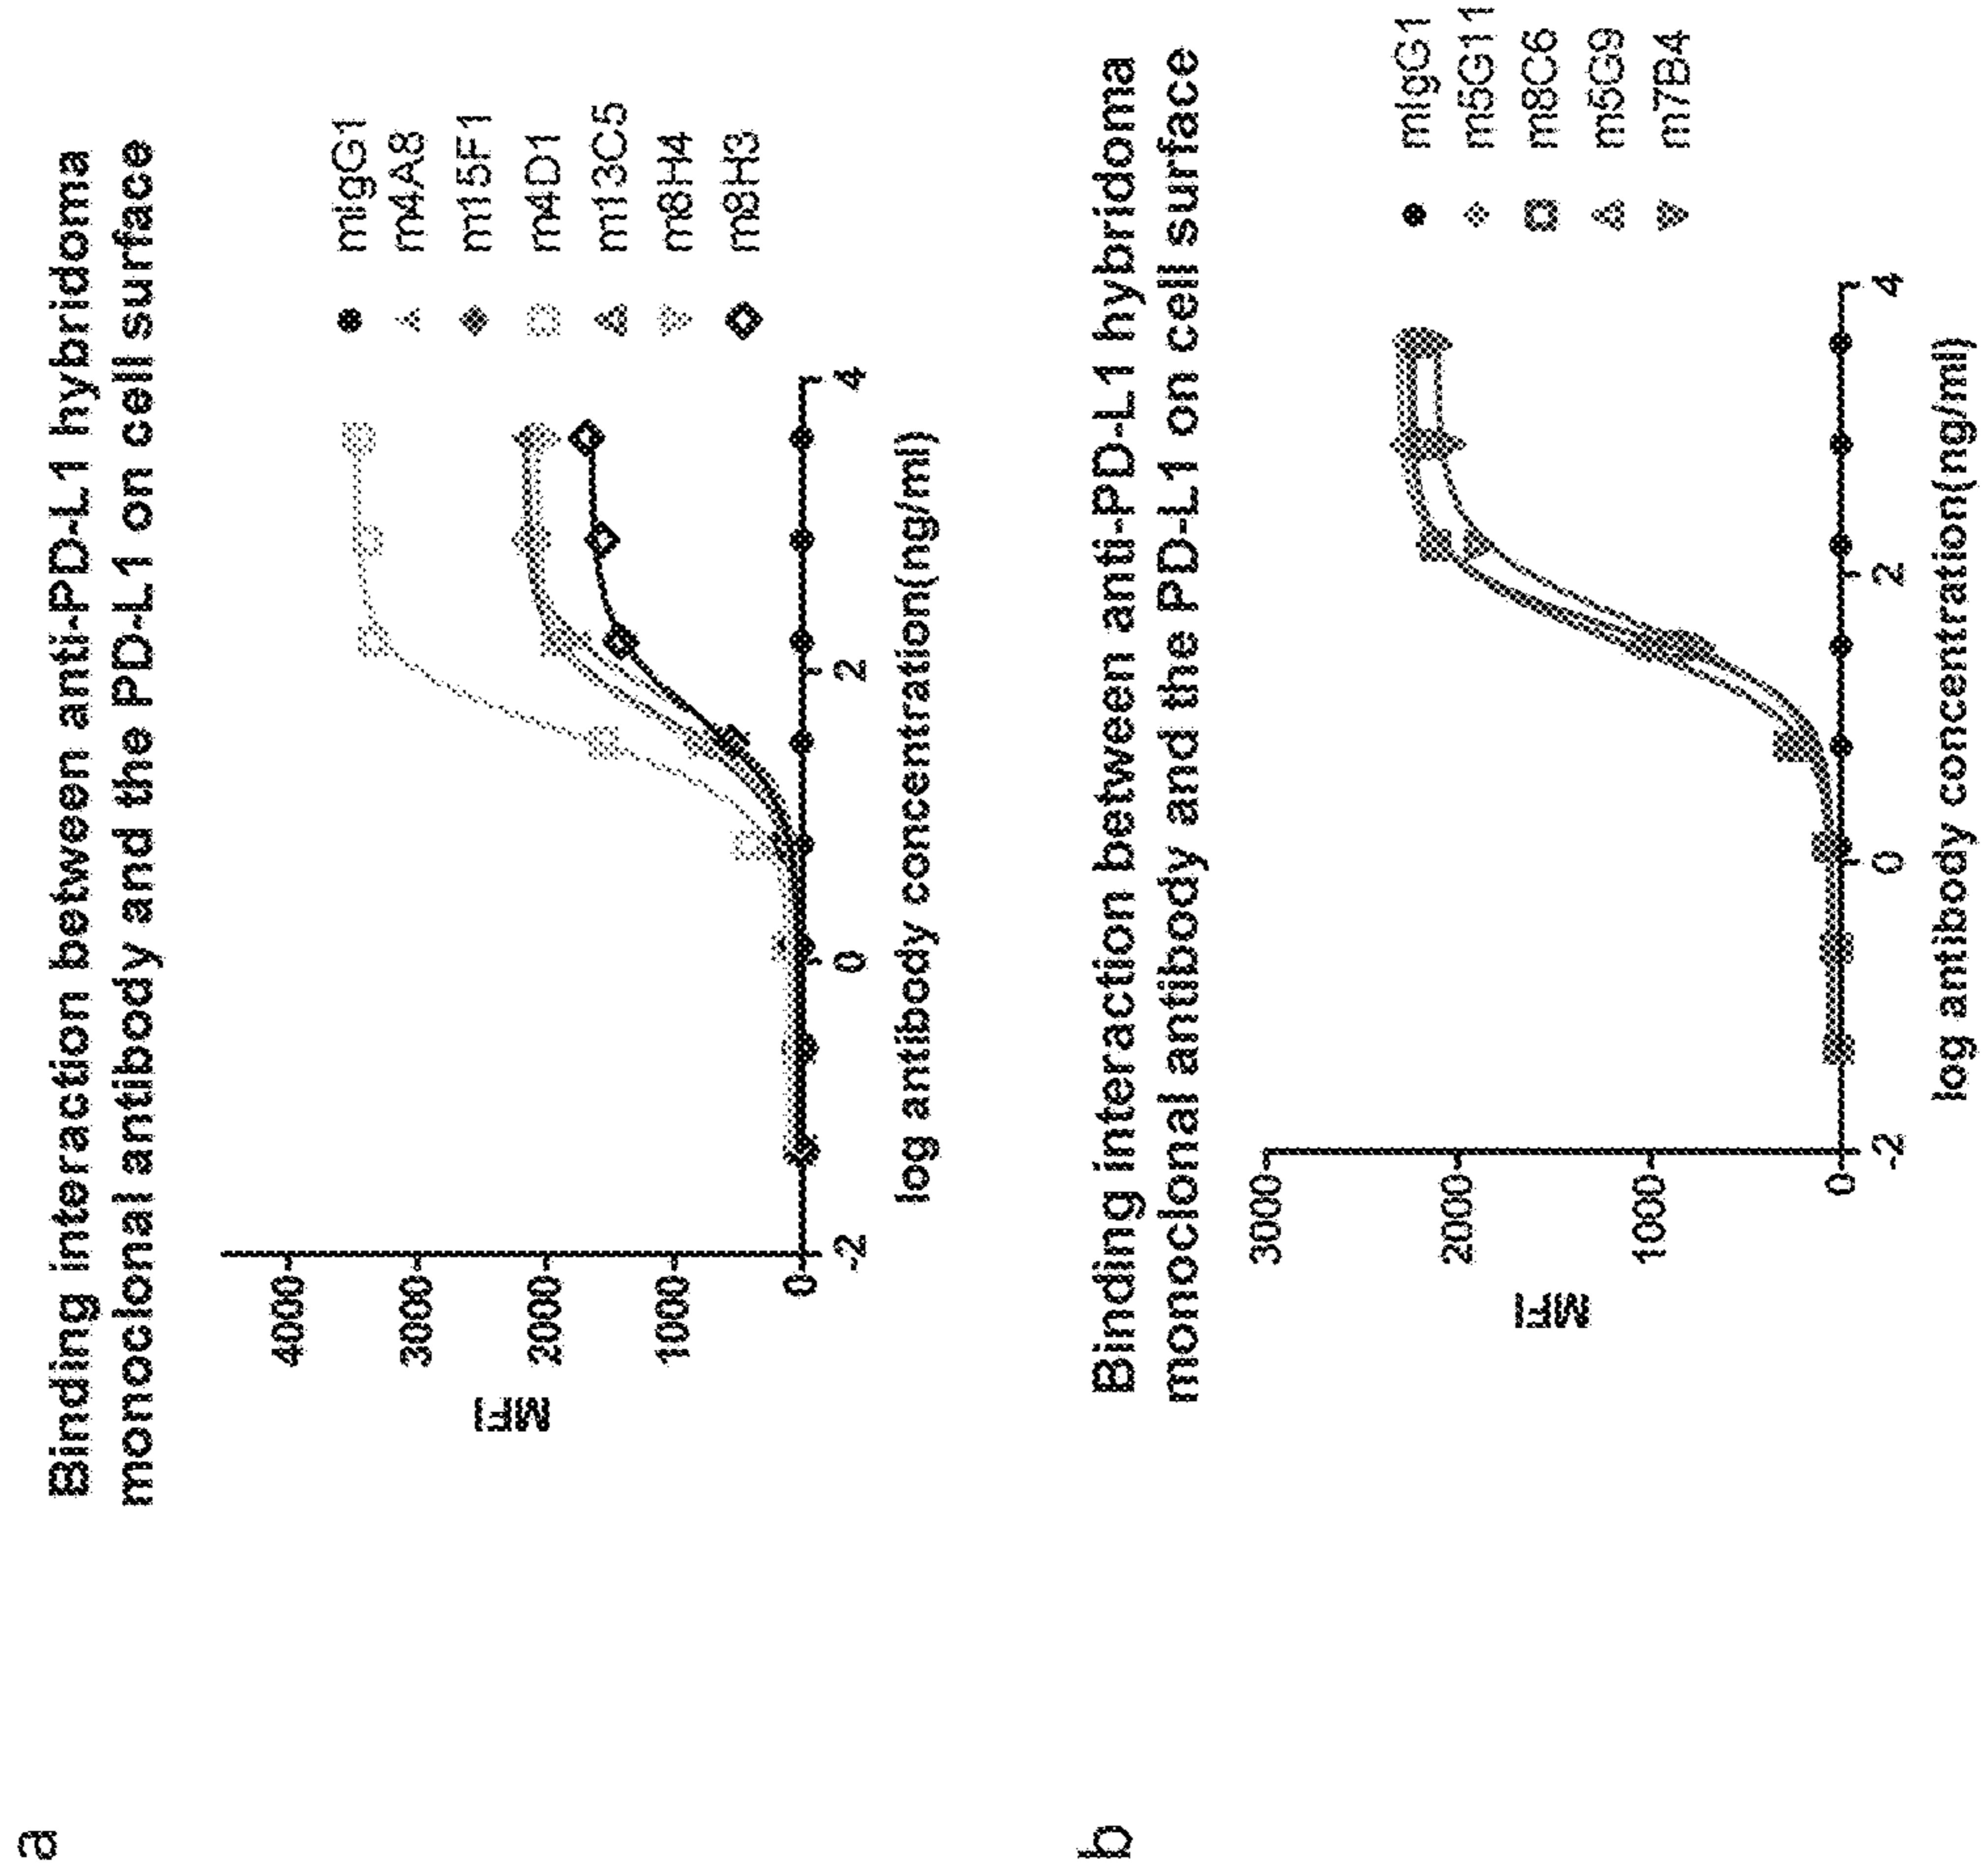 a
Binding interaction between anti-PD-L1 hybridoma
monoclonal antibody and the PD-L1 on cell surface
4000
3000
2000
1000
0
MFI
-2
0
2
4
log antibody concentration(ng/ml)
mIgG1
m4A8
m15F1
m4D1
m13C5
m8H4
m8H3
b
Binding interaction between anti-PD-L1 hybridoma
monoclonal antibody and the PD-L1 on cell surface
3000
2000
1000
0
MFI
-2
0
2
4
log antibody concentration(ng/ml)
mIgG1
m5G11
m8C6
m5G9
m7B4